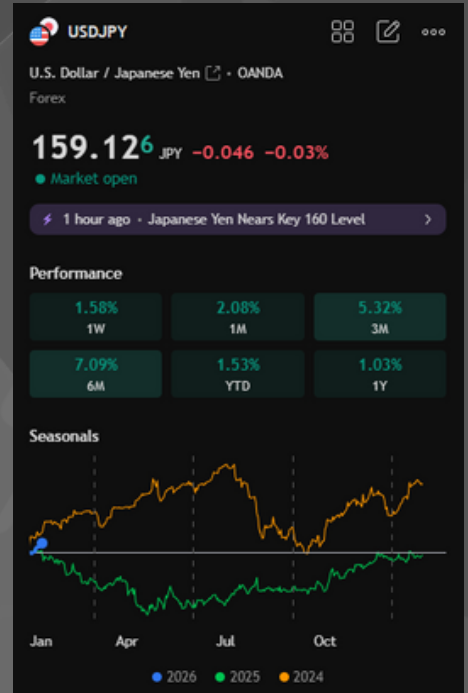 USDJPY
U.S. Dollar / Japanese Yen • OANDA
Forex
159.126 JPY −0.046 −0.03%
Market open
1 hour ago • Japanese Yen Nears Key 160 Level
Performance
1.58% 2.08% 5.32%
1W 1M 3M
7.09% 1.53% 1.03%
6M YTD 1Y
Seasonals
Jan Apr Jul Oct
2026 2025 2024